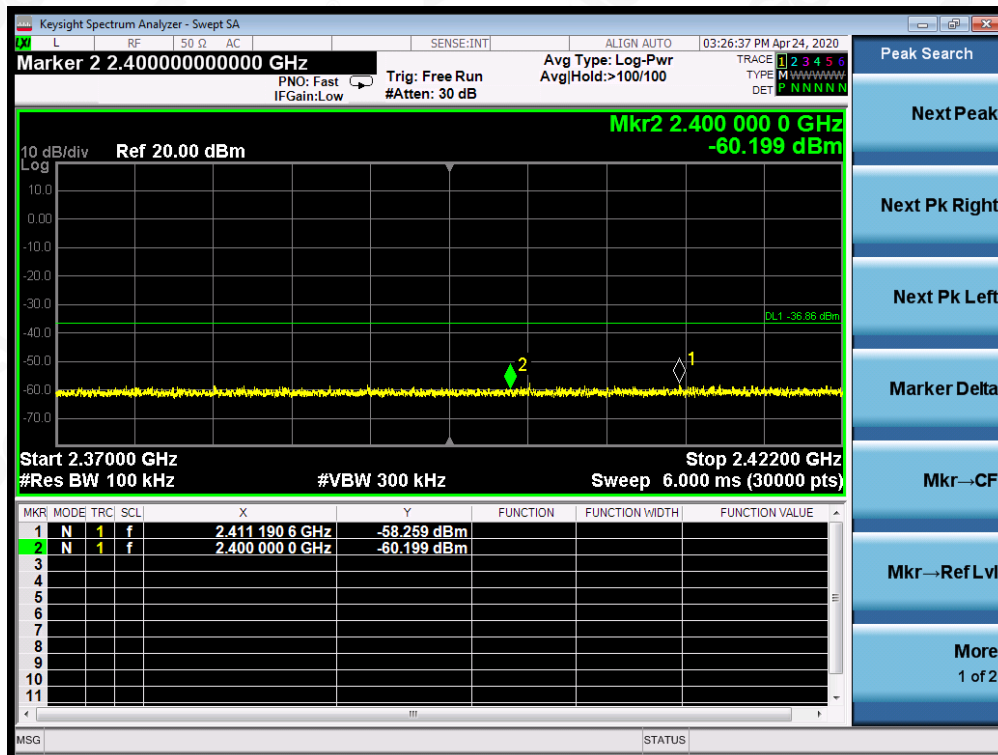 Keysight Spectrum Analyzer - Swept SA
LXI L RF 50 Ω AC SENSE:INT ALIGN AUTO 03:26:37 PM Apr 24, 2020
Marker 2 2.400000000000 GHz
PNO: Fast
IFGain:Low
Trig: Free Run
#Atten: 30 dB
Avg Type: Log-Pwr
Avg|Hold:>100/100
TRACE 1 2 3 4 5 6
TYPE M WWWWW
DET P N N N N N
Mkr2 2.400 000 0 GHz
-60.199 dBm
10 dB/div Ref 20.00 dBm
Log
10.0
0.00
-10.0
-20.0
-30.0
DL1 -36.86 dBm
-40.0
-50.0
2 1
-60.0
-70.0
Start 2.37000 GHz Stop 2.42200 GHz
#Res BW 100 kHz #VBW 300 kHz Sweep 6.000 ms (30000 pts)
MKR MODE TRC SCL X Y FUNCTION FUNCTION WIDTH FUNCTION VALUE
1 N 1 f 2.411 190 6 GHz -58.259 dBm
2 N 1 f 2.400 000 0 GHz -60.199 dBm
3
4
5
6
7
8
9
10
11
MSG STATUS
Peak Search
Next Peak
Next Pk Right
Next Pk Left
Marker Delta
Mkr→CF
Mkr→Ref Lvl
More
1 of 2